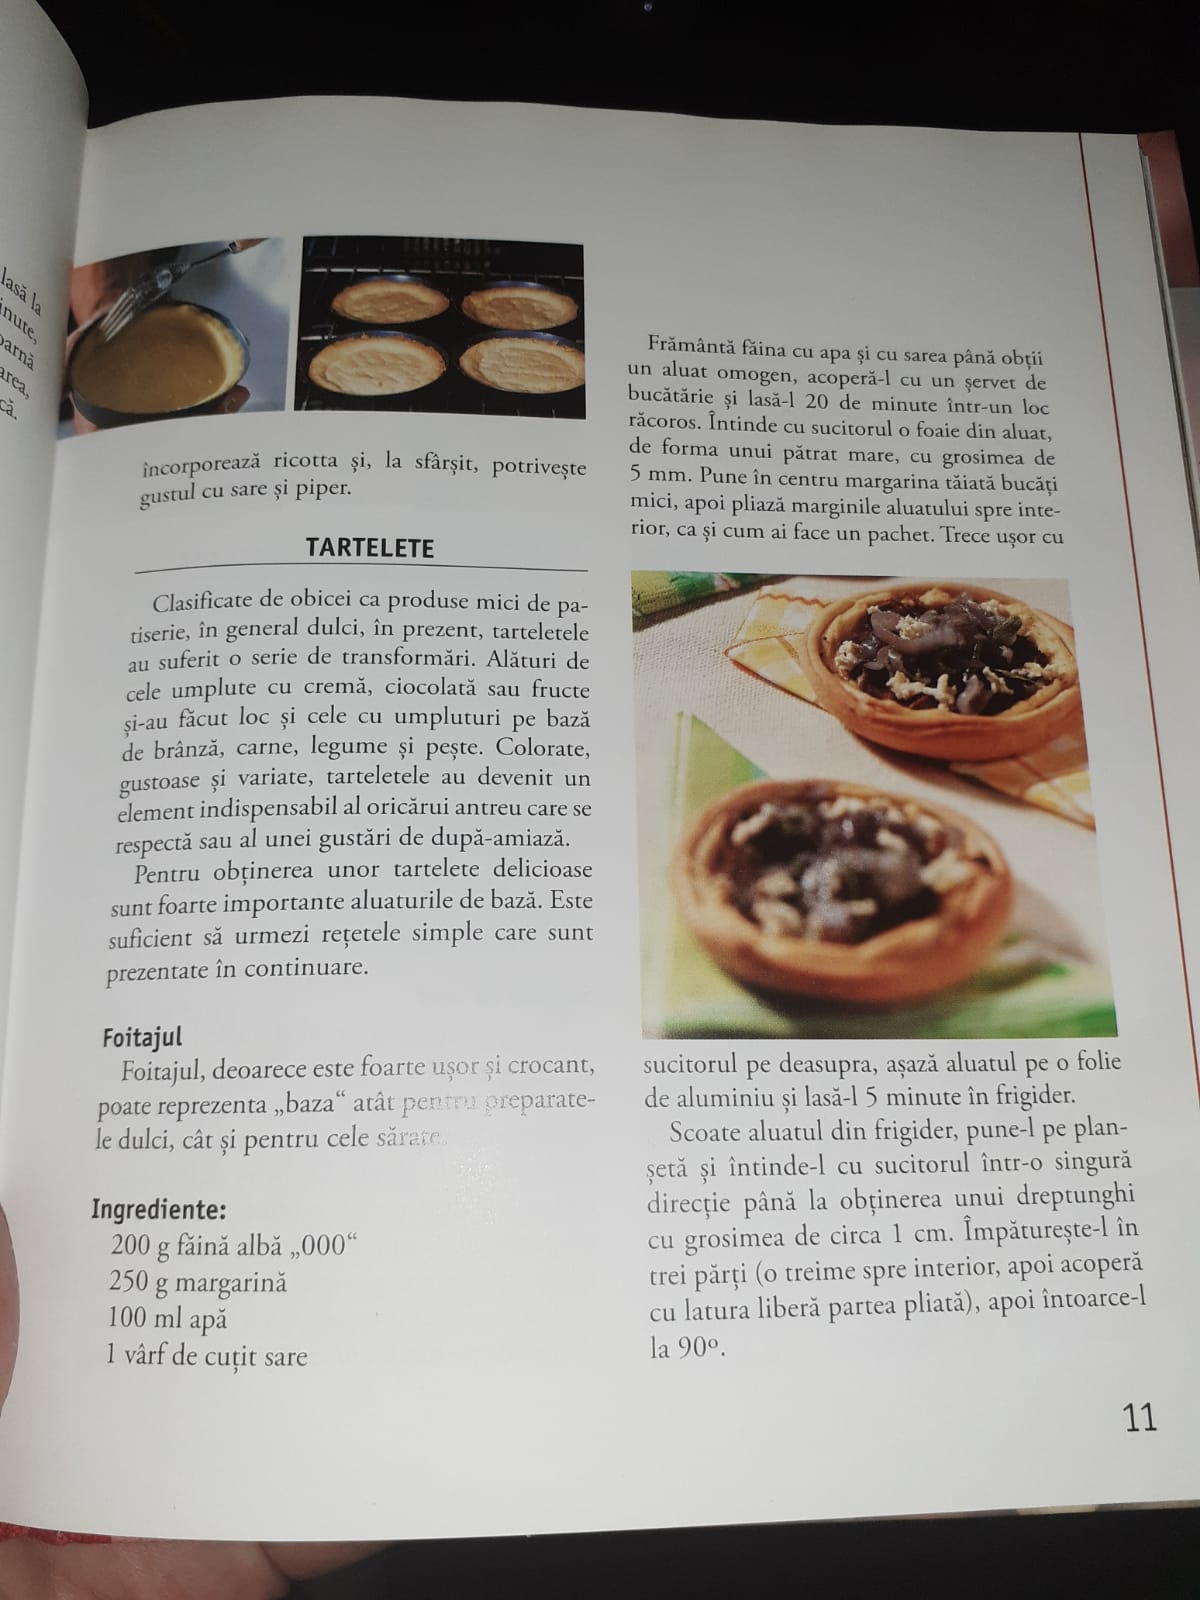 lasă la
inute,
oarnă
area,
că.
încorporează ricotta și, la sfârșit, potrivește
gustul cu sare și piper.
TARTELETE
Clasificate de obicei ca produse mici de pa-
tiserie, în general dulci, în prezent, tarteletele
au suferit o serie de transformări. Alături de
cele umplute cu cremă, ciocolată sau fructe
și-au făcut loc și cele cu umpluturi pe bază
de brânză, carne, legume și pește. Colorate,
gustoase și variate, tarteletele au devenit un
element indispensabil al oricărui antreu care se
respectă sau al unei gustări de după-amiază.
Pentru obținerea unor tartelete delicioase
sunt foarte importante aluaturile de bază. Este
suficient să urmezi rețetele simple care sunt
prezentate în continuare.
Foitajul
Foitajul, deoarece este foarte ușor și crocant,
poate reprezenta „baza“ atât pentru preparate-
le dulci, cât și pentru cele sărate.
Ingrediente:
200 g făină albă „000“
250 g margarină
100 ml apă
1 vârf de cuțit sare
Frământă făina cu apa și cu sarea până obții
un aluat omogen, acoperă-l cu un șervet de
bucătărie și lasă-l 20 de minute într-un loc
răcoros. Întinde cu sucitorul o foaie din aluat,
de forma unui pătrat mare, cu grosimea de
5 mm. Pune în centru margarina tăiată bucăți
mici, apoi pliază marginile aluatului spre inte-
rior, ca și cum ai face un pachet. Trece ușor cu
sucitorul pe deasupra, așază aluatul pe o folie
de aluminiu și lasă-l 5 minute în frigider.
Scoate aluatul din frigider, pune-l pe plan-
șetă și întinde-l cu sucitorul într-o singură
direcție până la obținerea unui dreptunghi
cu grosimea de circa 1 cm. Împăturește-l în
trei părți (o treime spre interior, apoi acoperă
cu latura liberă partea pliată), apoi întoarce-l
la 90º.
11